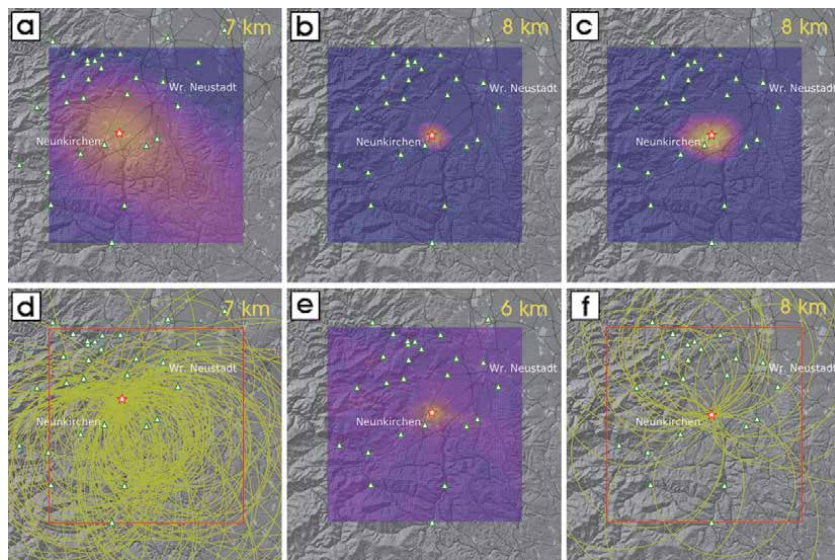 a 7 km
Wr. Neustadt
Neunkirchen
b 8 km
Wr. Neustadt
Neunkirchen
c 8 km
Wr. Neustadt
Neunkirchen
d 7 km
Wr. Neustadt
Neunkirchen
e 6 km
Wr. Neustadt
Neunkirchen
f 8 km
Wr. Neustadt
Neunkirchen